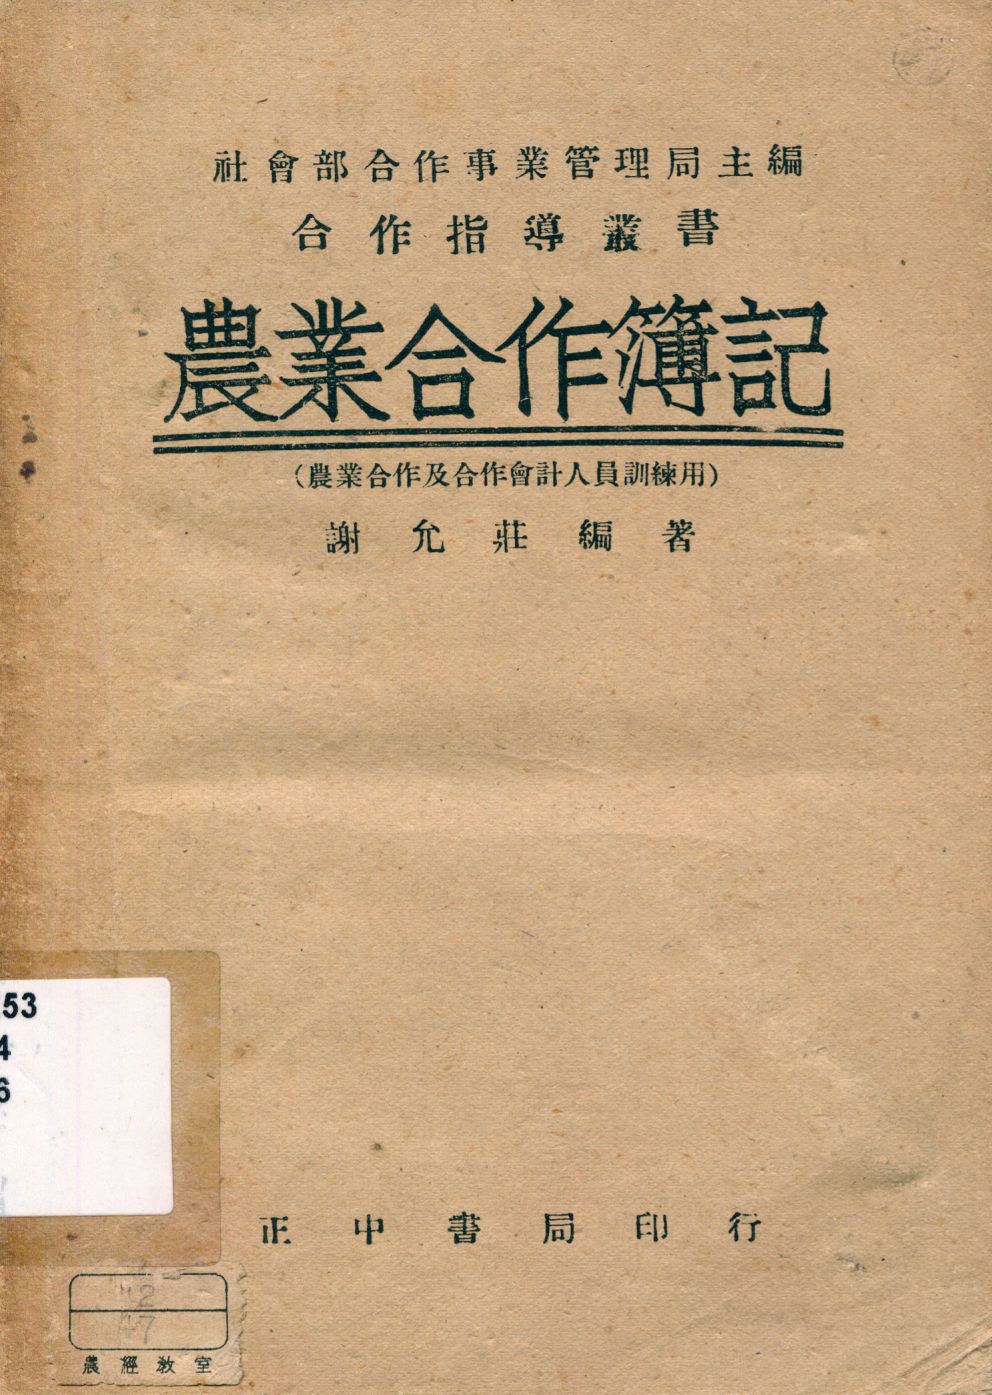 社會部合作事業管理局主編
合作指導叢書
農業合作簿記
(農業合作及合作會計人員訓練用)
謝允莊編著
53
4
6
正中書局印行
42
47
農經教室